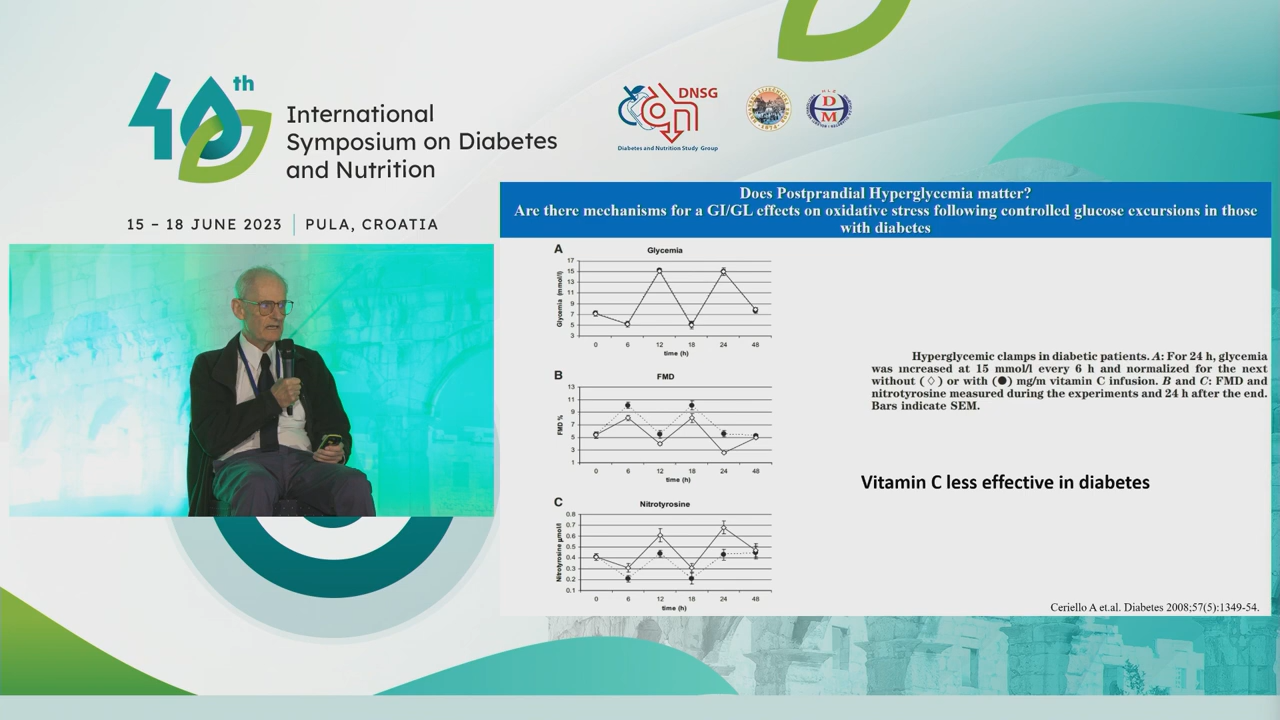 40th
International
Symposium on Diabetes
and Nutrition
15 – 18 JUNE 2023 | PULA, CROATIA
DNSG
Diabetes and Nutrition Study Group
D
M
Does Postprandial Hyperglycemia matter?
Are there mechanisms for a GI/GL effects on oxidative stress following controlled glucose excursions in those
with diabetes
A
Glycemia
Glycemia (mmol/l)
17
15
13
11
9
7
5
3
0 6 12 18 24 48
time (h)
B
FMD
FMD %
13
11
9
7
5
3
1
0 6 12 18 24 48
time (h)
C
Nitrotyrosine
Nitrotyrosine µmol/l
0.8
0.7
0.6
0.5
0.4
0.3
0.2
0.1
0 6 12 18 24 48
time (h)
Hyperglycemic clamps in diabetic patients. A: For 24 h, glycemia
was increased at 15 mmol/l every 6 h and normalized for the next
without (◇) or with (●) mg/m vitamin C infusion. B and C: FMD and
nitrotyrosine measured during the experiments and 24 h after the end.
Bars indicate SEM.
Vitamin C less effective in diabetes
Ceriello A et.al. Diabetes 2008;57(5):1349-54.